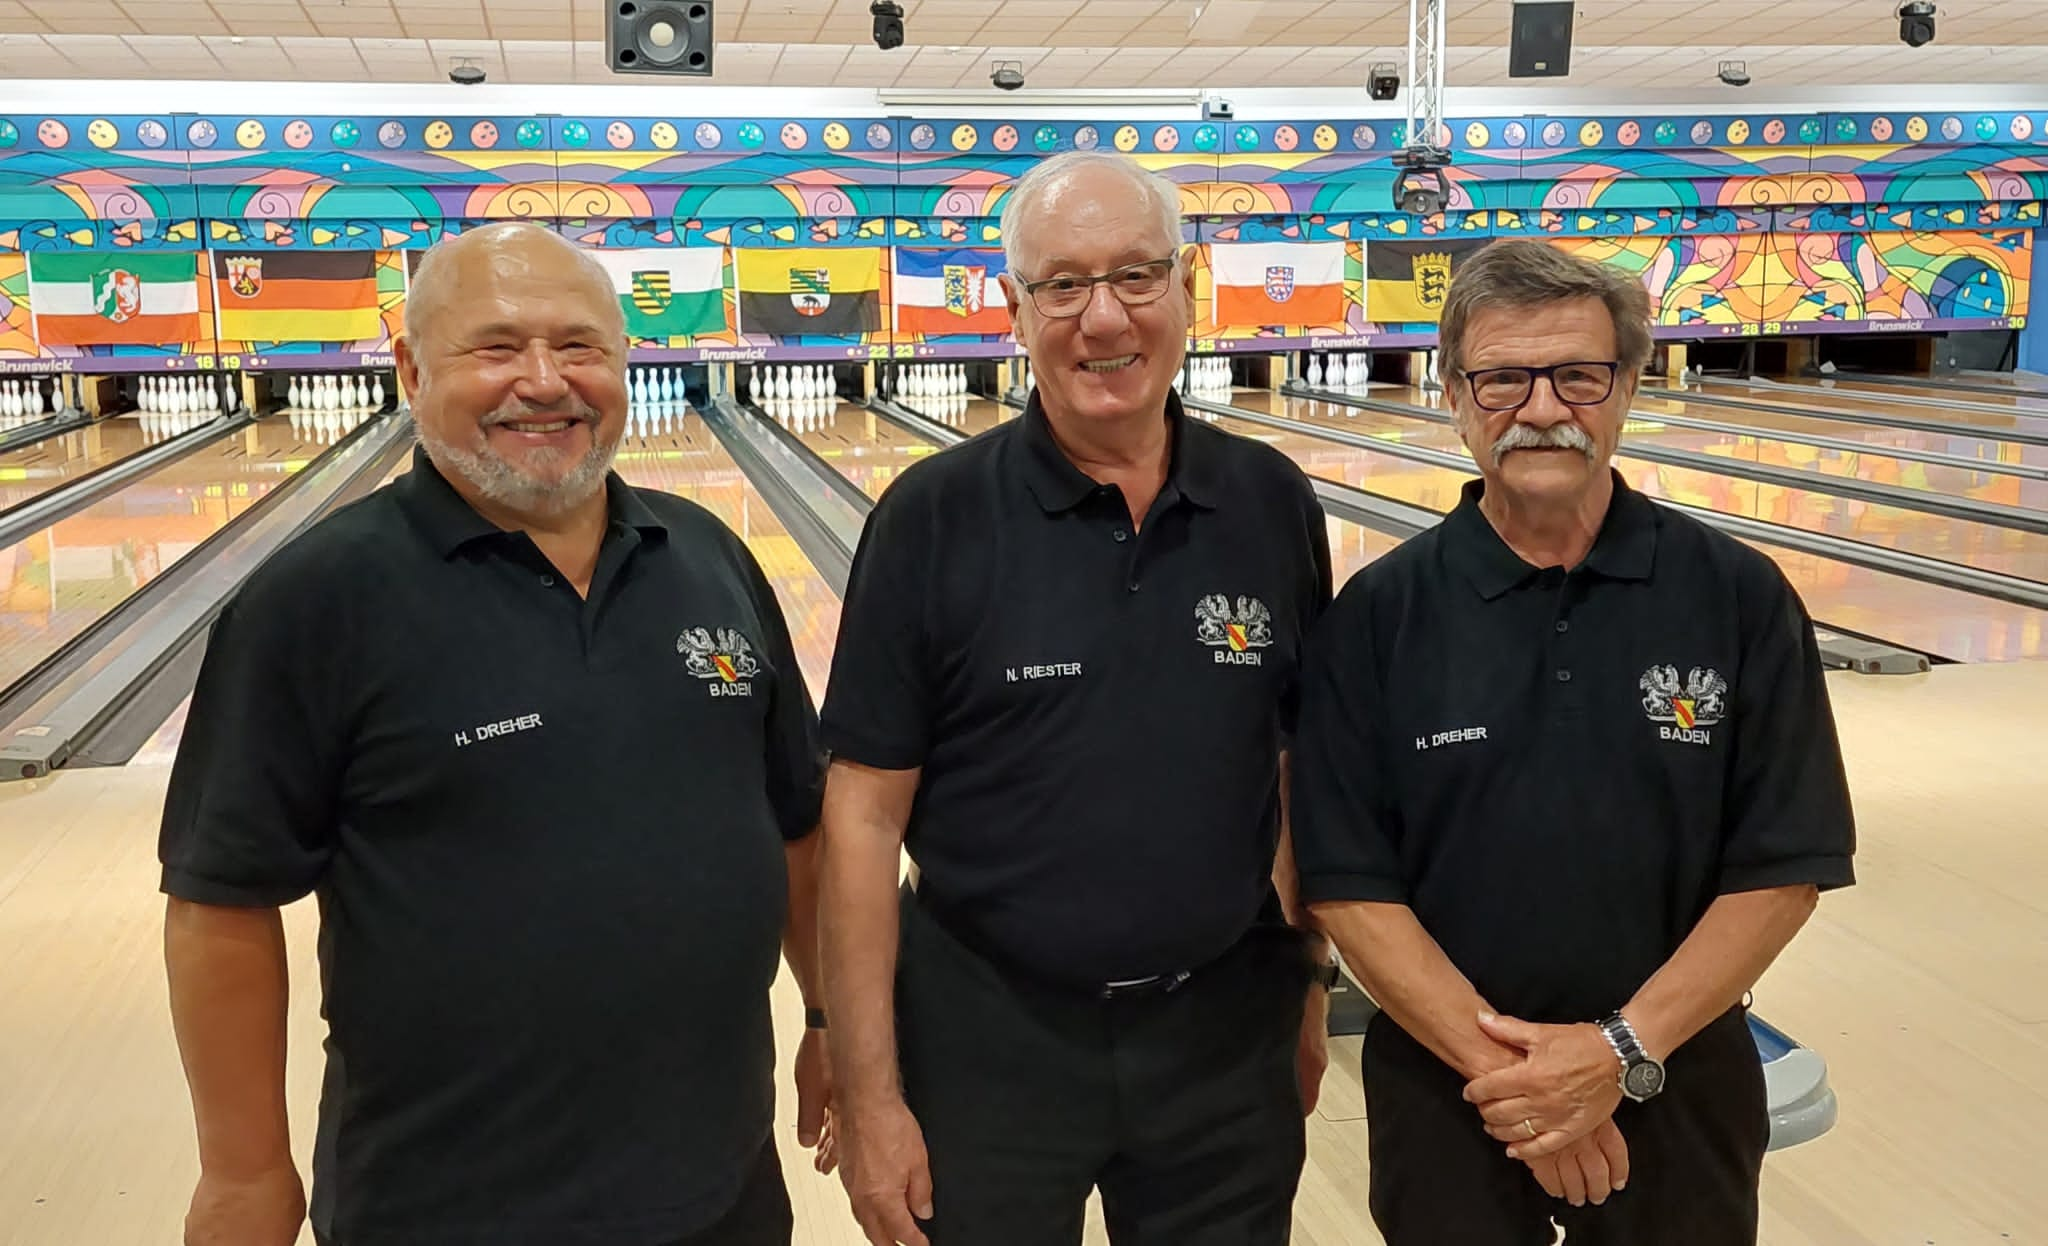 Brunswick
18 19
Brunswick
Brunswick
22 23
25
Brunswick
28 29
Brunswick
30
H. DREHER
BADEN
N. RIESTER
BADEN
H. DREHER
BADEN